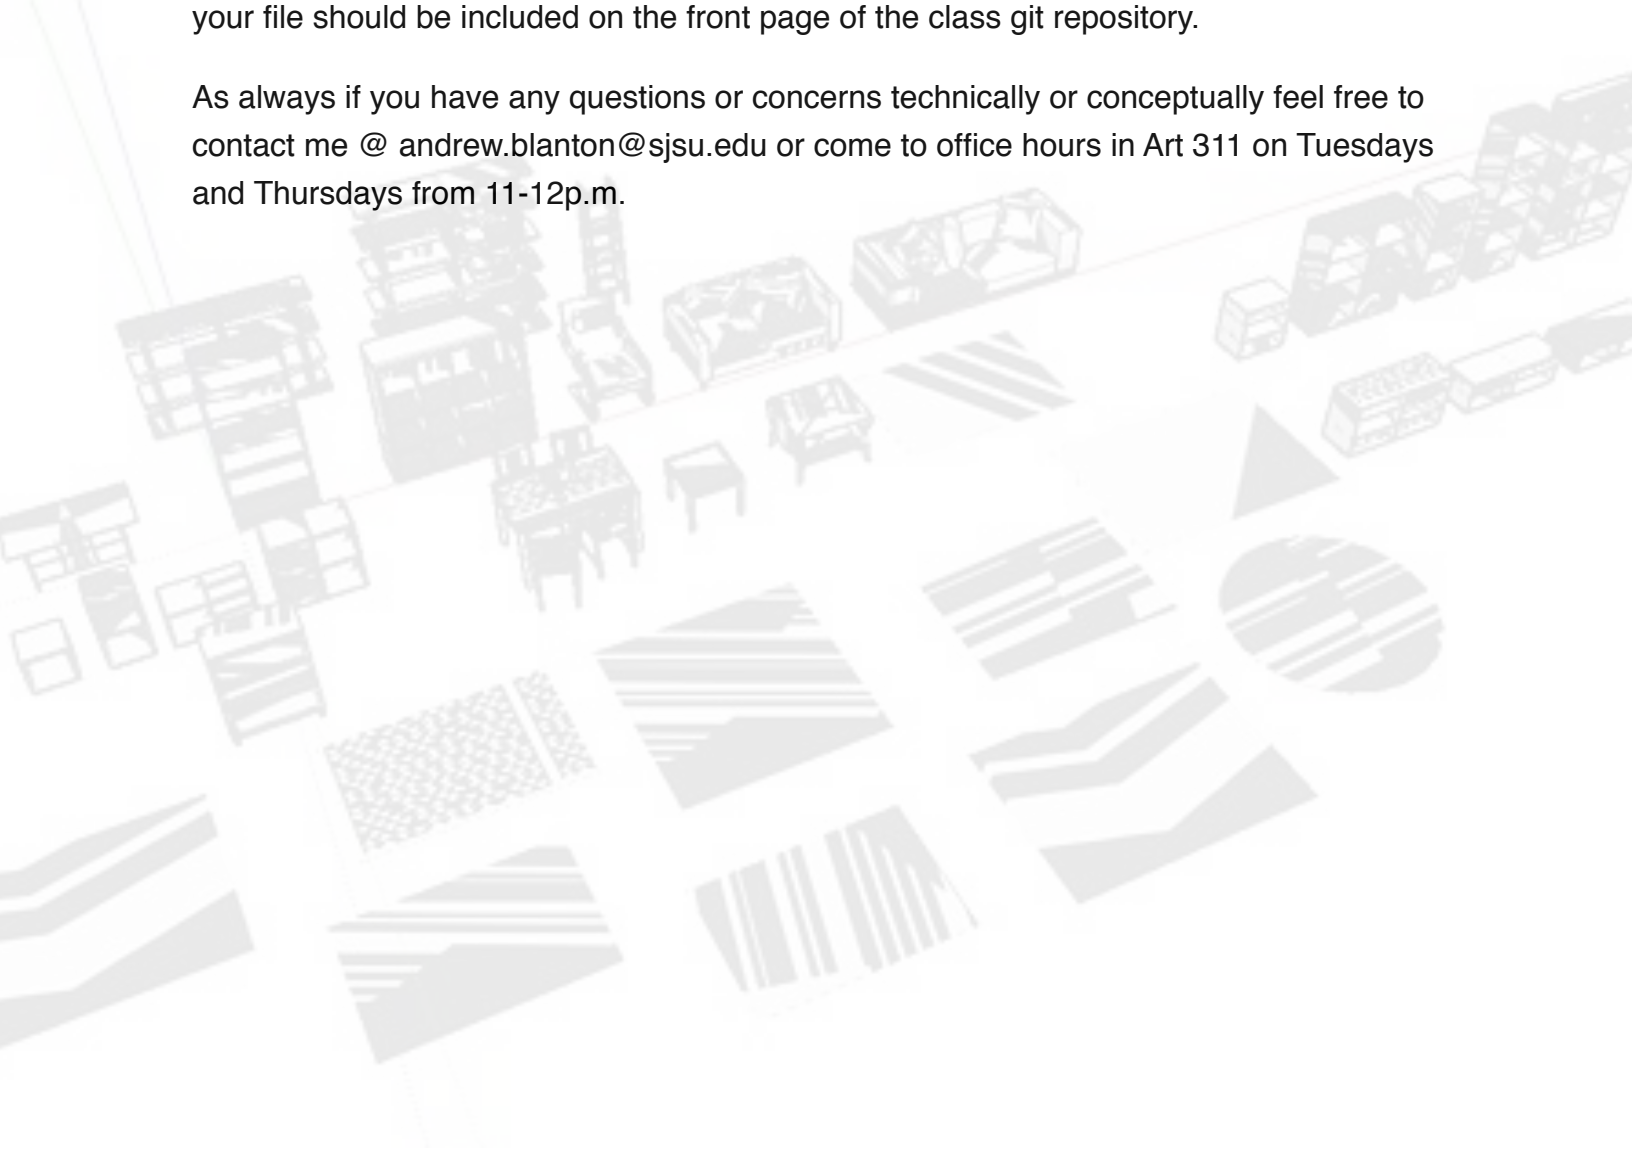 your file should be included on the front page of the class git repository.
As always if you have any questions or concerns technically or conceptually feel free to
contact me @ andrew.blanton@sjsu.edu or come to office hours in Art 311 on Tuesdays
and Thursdays from 11-12p.m.